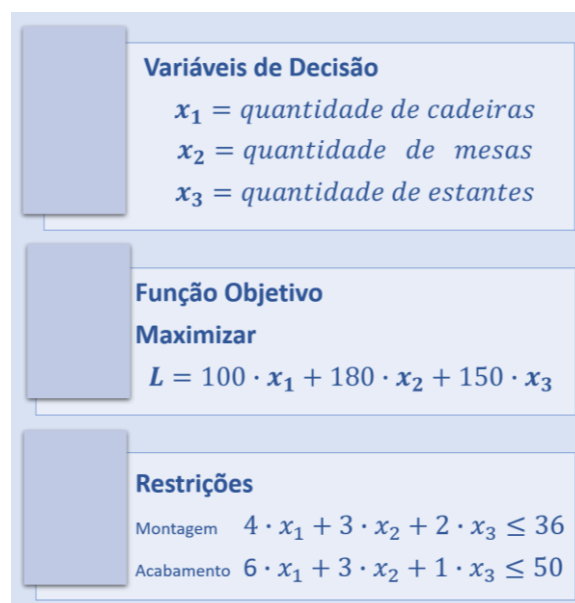 Variáveis de Decisão
x₁ = quantidade de cadeiras
x₂ = quantidade de mesas
x₃ = quantidade de estantes
Função Objetivo
Maximizar
L = 100 · x₁ + 180 · x₂ + 150 · x₃
Restrições
Montagem 4 · x₁ + 3 · x₂ + 2 · x₃ ≤ 36
Acabamento 6 · x₁ + 3 · x₂ + 1 · x₃ ≤ 50